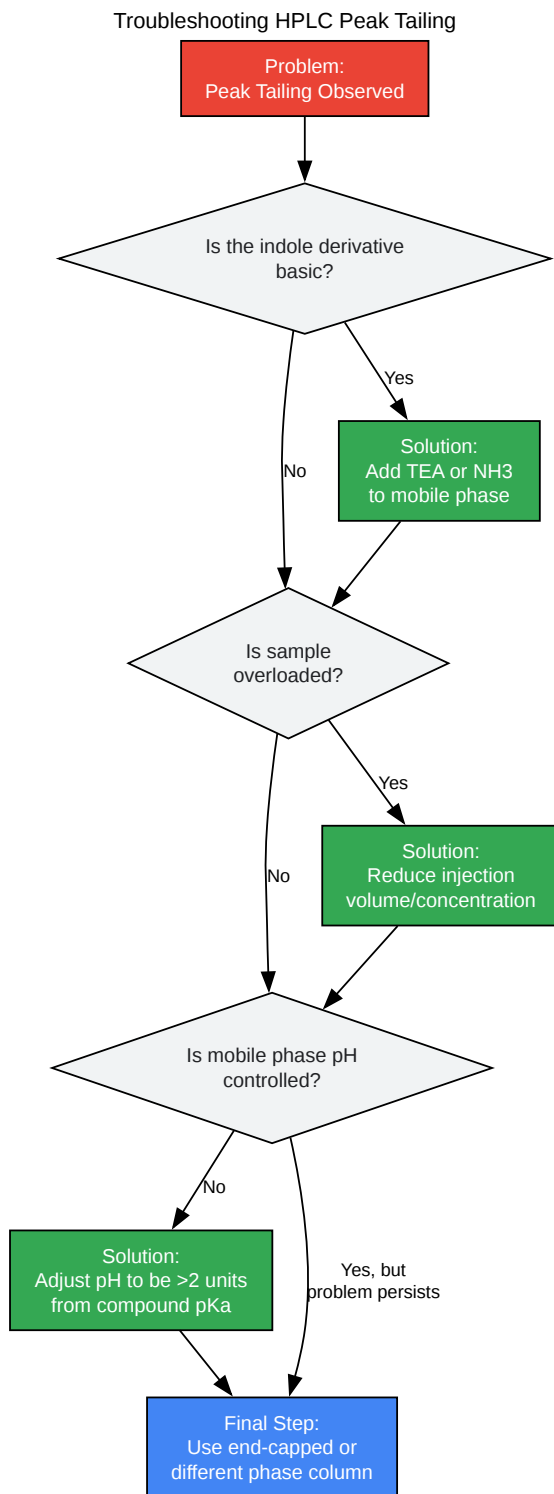 Troubleshooting HPLC Peak Tailing
Problem:
Peak Tailing Observed
Is the indole derivative
basic?
Yes
Solution:
Add TEA or NH3
to mobile phase
No
Is sample
overloaded?
Yes
Solution:
Reduce injection
volume/concentration
No
Is mobile phase pH
controlled?
No
Solution:
Adjust pH to be >2 units
from compound pKa
Yes, but
problem persists
Final Step:
Use end-capped or
different phase column